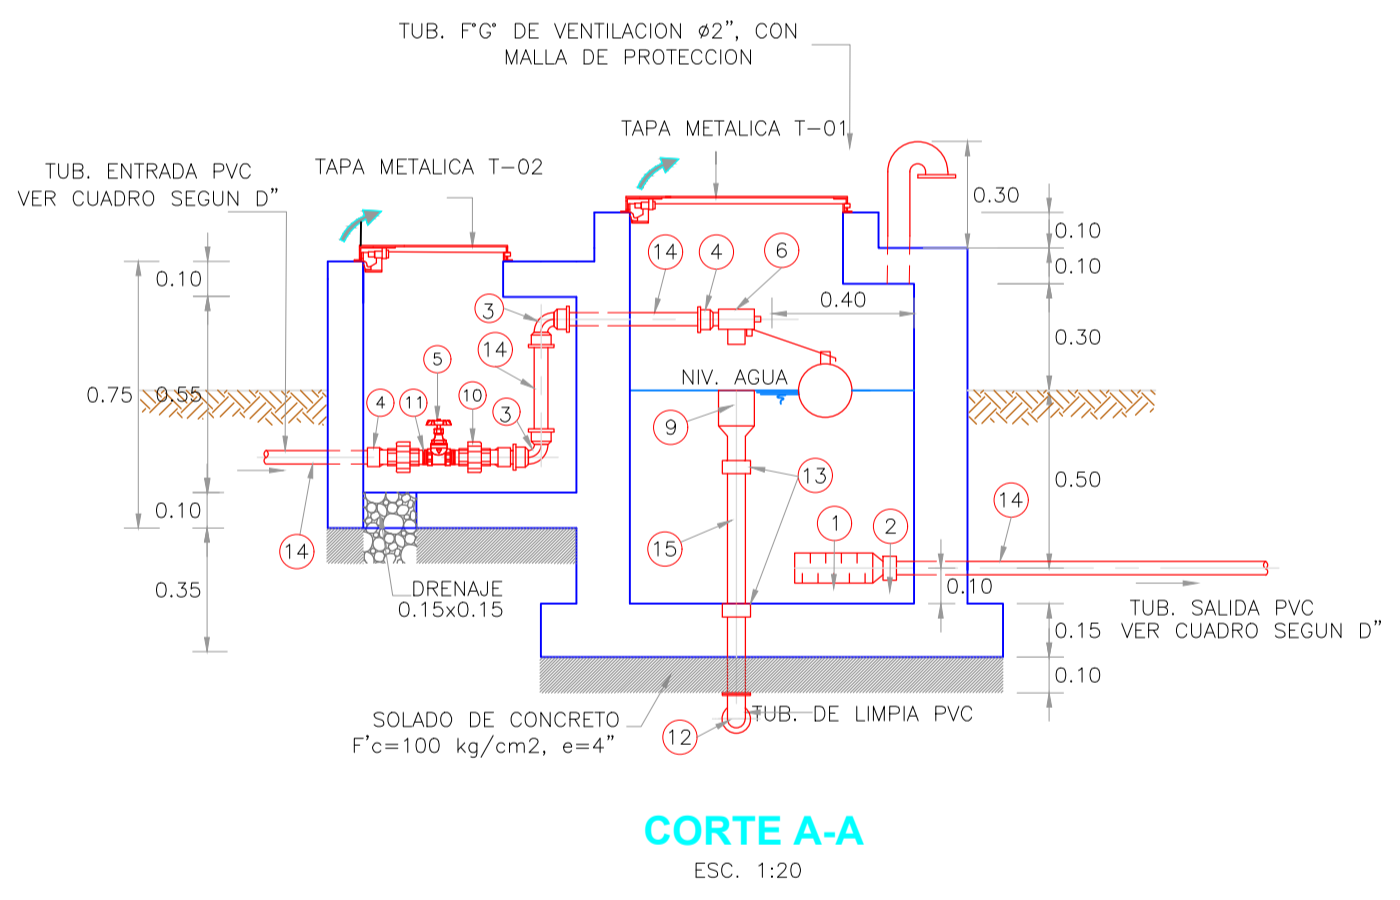 TUB. F°G° DE VENTILACION ø2”, CON
MALLA DE PROTECCION
TAPA METALICA T-01
TUB. ENTRADA PVC
VER CUADRO SEGUN D”
TAPA METALICA T-02
0.30
0.10
0.10
0.30
0.40
14
4
6
3
14
5
0.10
0.75
0.55
4
11
10
3
NIV. AGUA
9
13
0.50
14
0.10
14
15
1
2
0.10
0.35
DRENAJE
0.15x0.15
TUB. SALIDA PVC
VER CUADRO SEGUN D”
0.15
0.10
SOLADO DE CONCRETO
F'c=100 kg/cm2, e=4”
12
TUB. DE LIMPIA PVC
CORTE A-A
ESC. 1:20